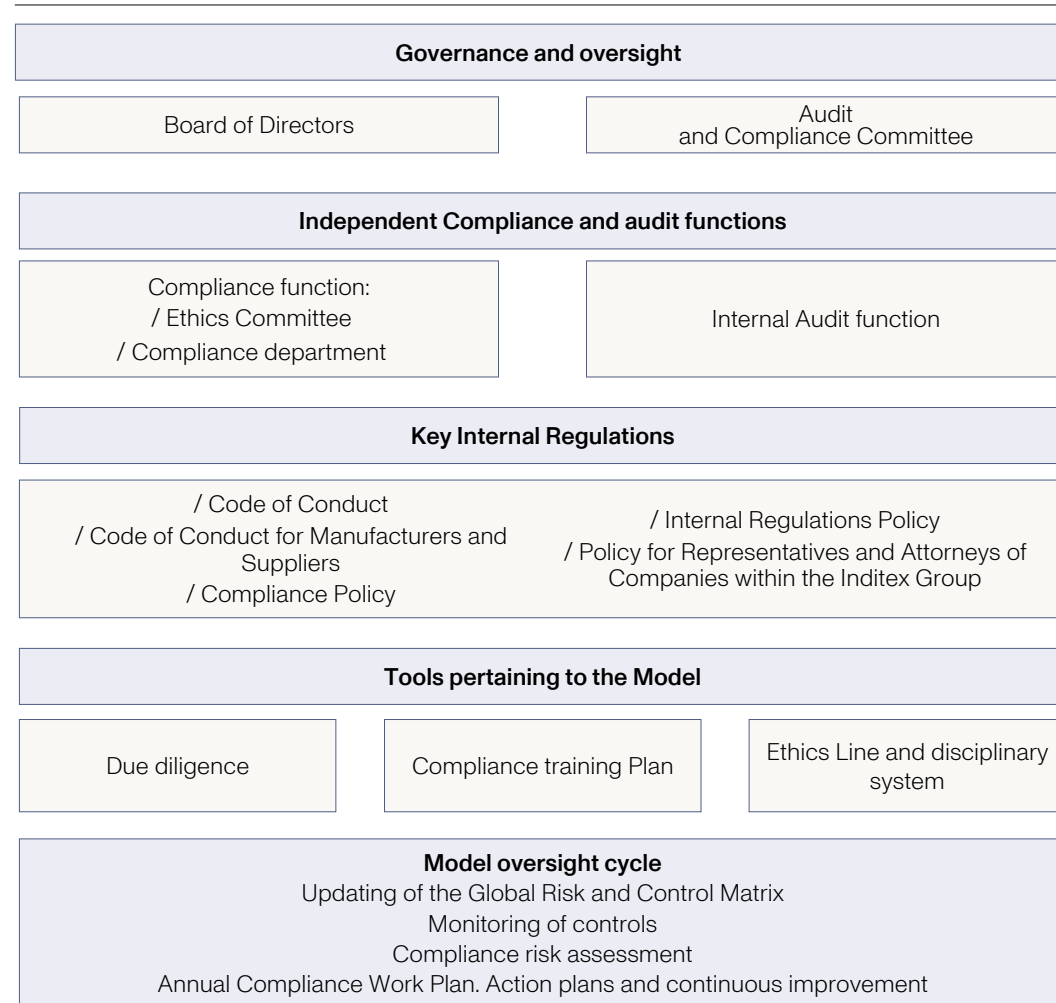 Governance and oversight
Board of Directors
Audit
and Compliance Committee
Independent Compliance and audit functions
Compliance function:
/ Ethics Committee
/ Compliance department
Internal Audit function
Key Internal Regulations
/ Code of Conduct
/ Code of Conduct for Manufacturers and
Suppliers
/ Compliance Policy
/ Internal Regulations Policy
/ Policy for Representatives and Attorneys of
Companies within the Inditex Group
Tools pertaining to the Model
Due diligence
Compliance training Plan
Ethics Line and disciplinary
system
Model oversight cycle
Updating of the Global Risk and Control Matrix
Monitoring of controls
Compliance risk assessment
Annual Compliance Work Plan. Action plans and continuous improvement